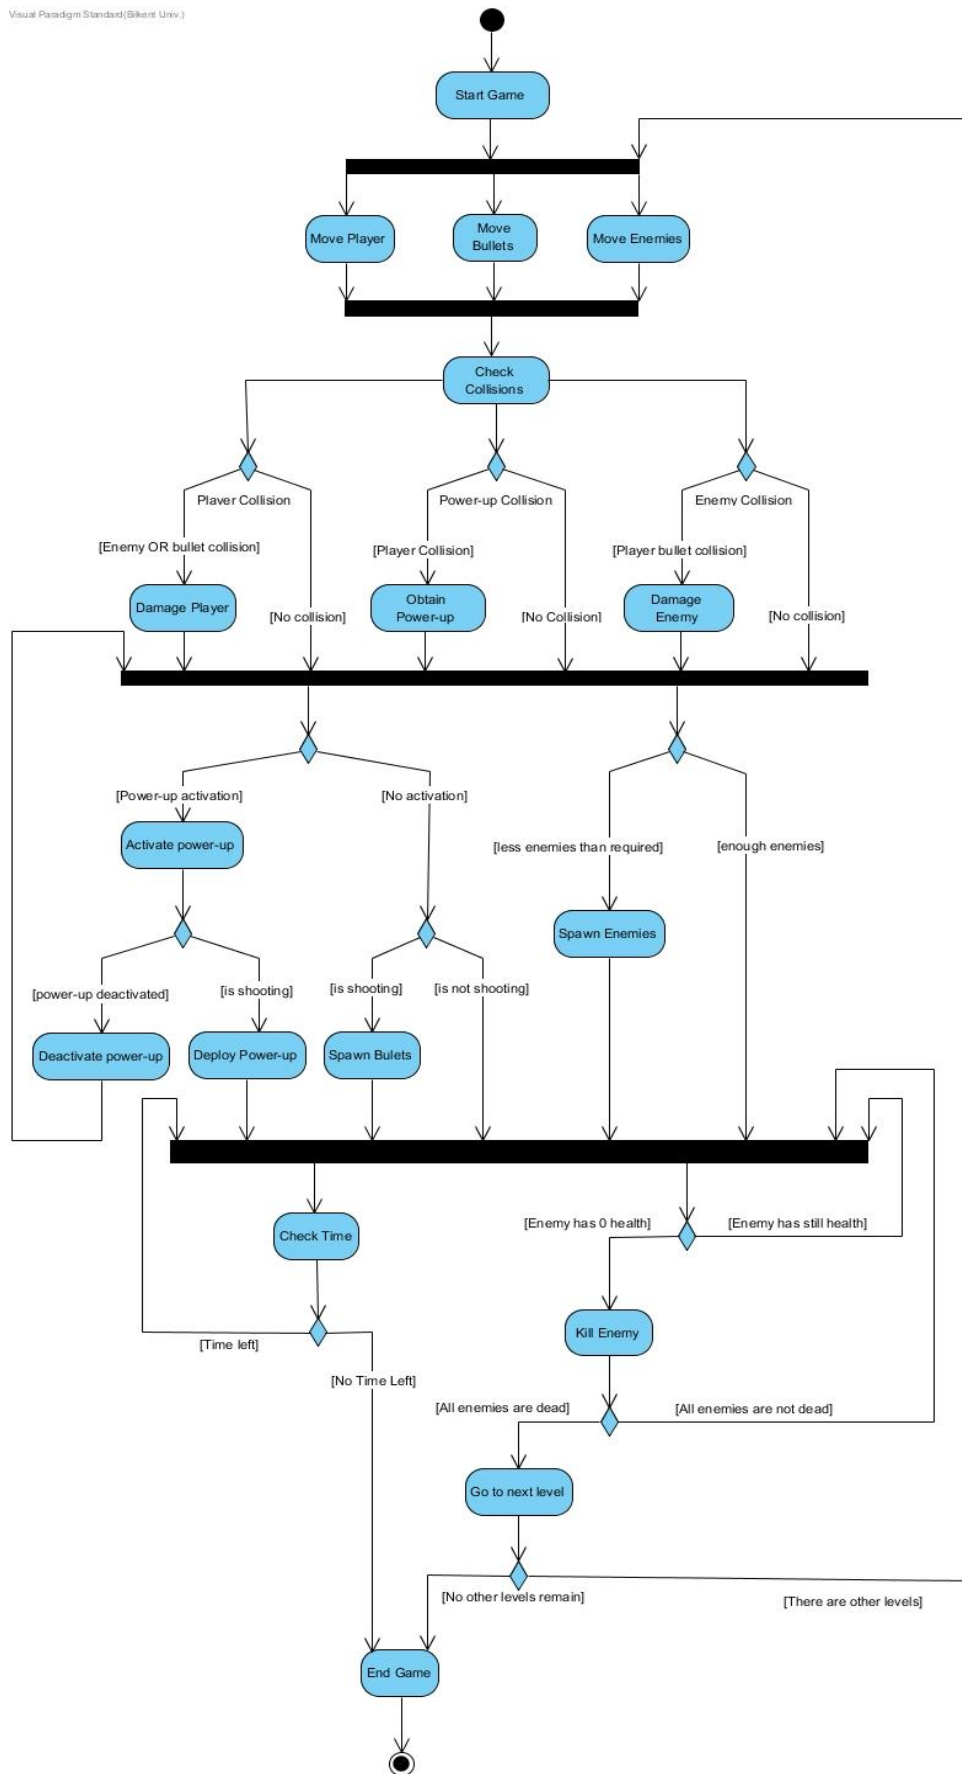 Visual Paradigm Standard(Bilkent Univ.)
Start Game
Move Player
Move
Bullets
Move Enemies
Check
Collisions
Player Collision
Power-up Collision
Enemy Collision
[Enemy OR bullet collision]
[Player Collision]
[Player bullet collision]
Damage Player
[No collision]
Obtain
Power-up
[No Collision]
Damage
Enemy
[No collision]
[Power-up activation]
[No activation]
Activate power-up
[less enemies than required]
[enough enemies]
Spawn Enemies
[power-up deactivated]
[is shooting]
[is shooting]
[is not shooting]
Deactivate power-up
Deploy Power-up
Spawn Bulets
Check Time
[Enemy has 0 health]
[Enemy has still health]
[Time left]
Kill Enemy
[No Time Left]
[All enemies are dead]
[All enemies are not dead]
Go to next level
[No other levels remain]
[There are other levels]
End Game